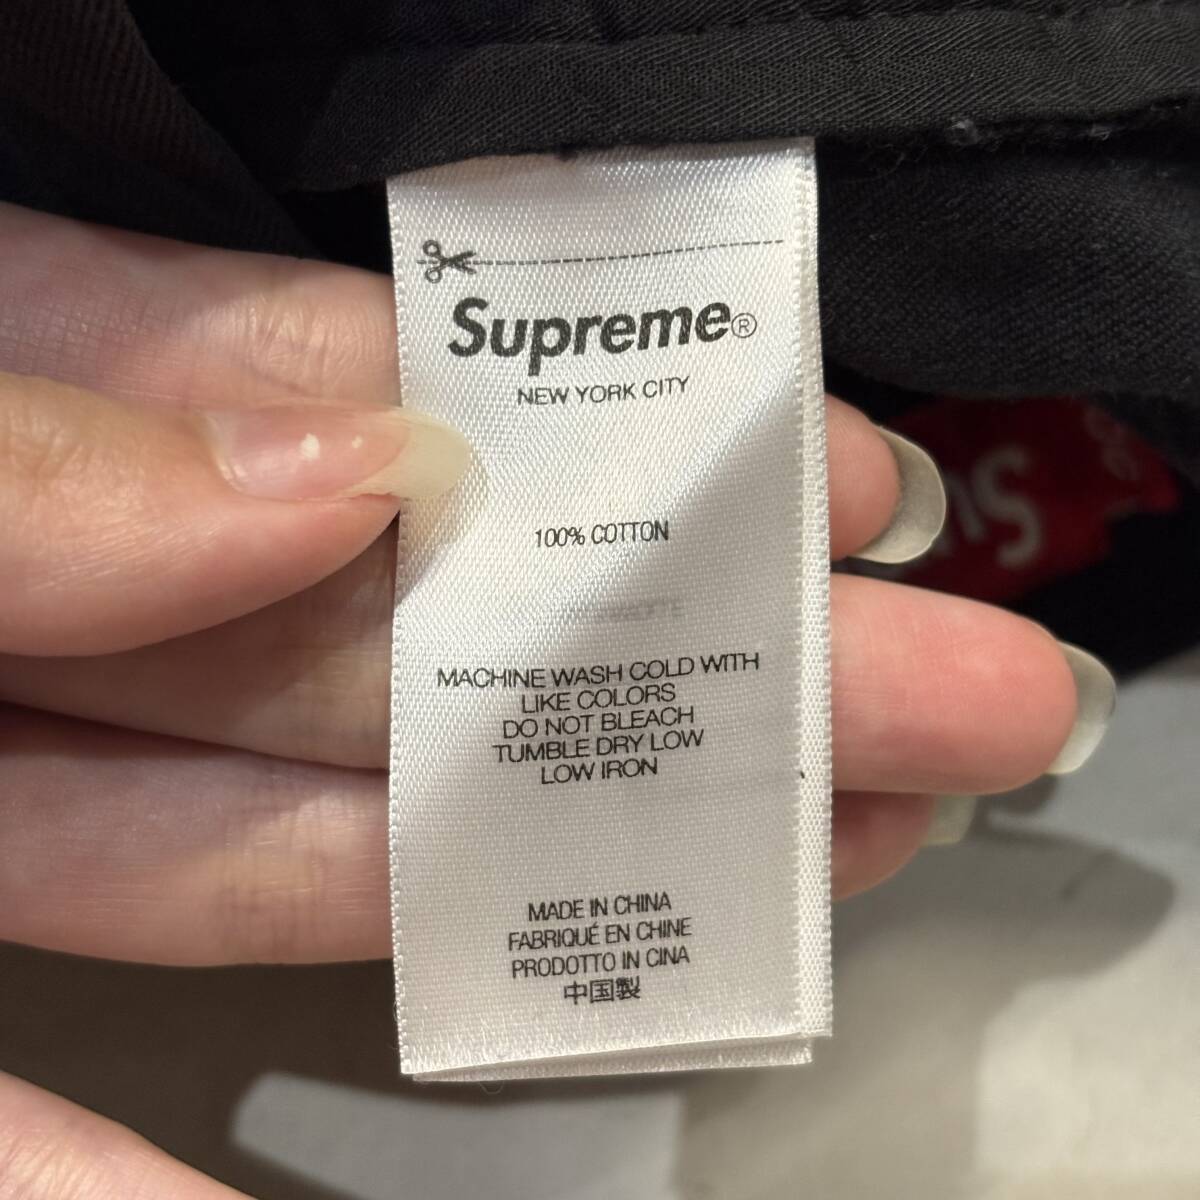 Supreme®
NEW YORK CITY
100% COTTON
MACHINE WASH COLD WITH
LIKE COLORS
DO NOT BLEACH
TUMBLE DRY LOW
LOW IRON
MADE IN CHINA
FABRIQUÉ EN CHINE
PRODOTTO IN CINA
中国製